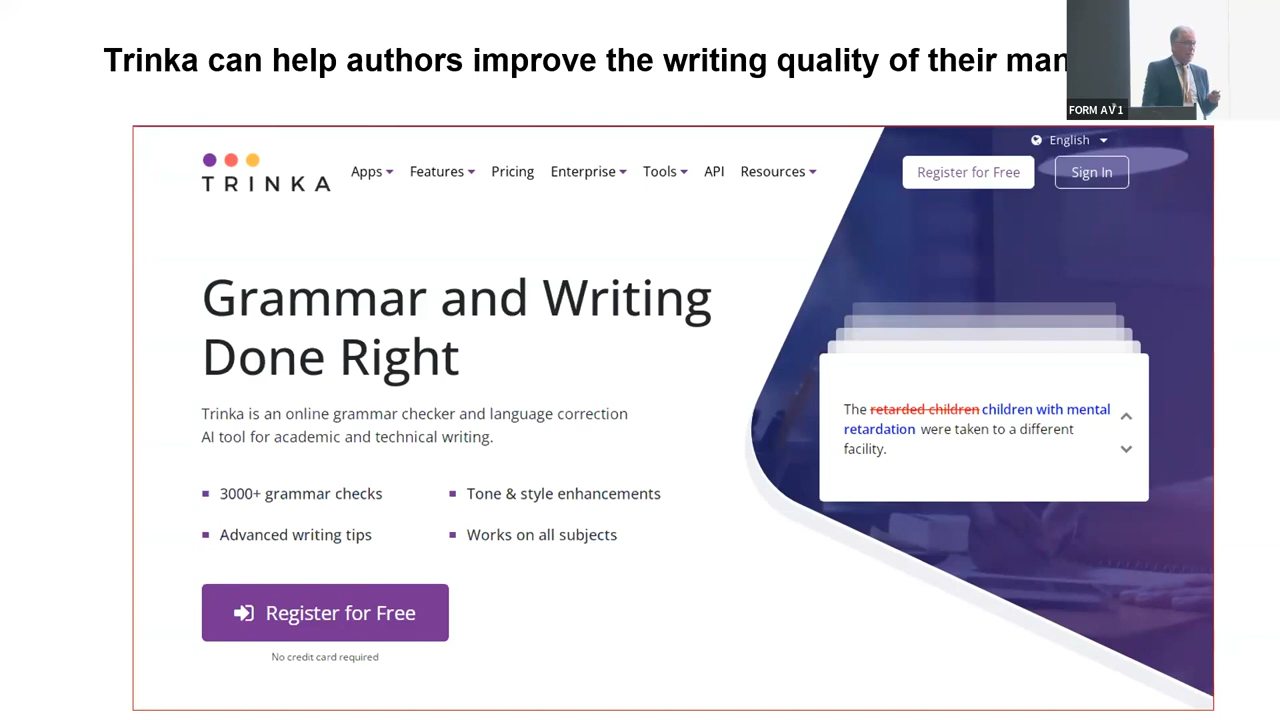 Trinka can help authors improve the writing quality of their man
FORM AV 1
English
TRINKA
Apps
Features
Pricing
Enterprise
Tools
API
Resources
Register for Free
Sign In
Grammar and Writing
Done Right
Trinka is an online grammar checker and language correction
AI tool for academic and technical writing.
3000+ grammar checks
Tone & style enhancements
Advanced writing tips
Works on all subjects
Register for Free
No credit card required
The retarded children children with mental
retardation were taken to a different
facility.